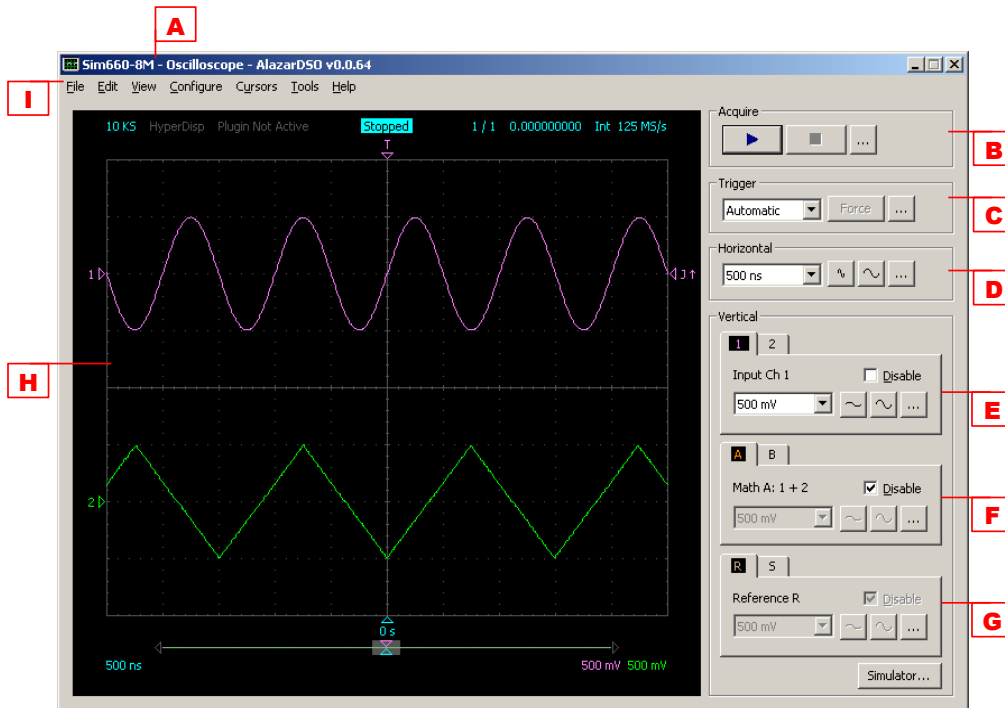 A
Sim660-8M - Oscilloscope - AlazarDSO v0.0.64
I
File Edit View Configure Cursors Tools Help
10 KS HyperDisp Plugin Not Active Stopped 1 / 1 0.000000000 Int 125 MS/s
T
1
J
2
0 s
500 ns 500 mV 500 mV
H
Acquire
...
B
Trigger
Automatic Force ...
C
Horizontal
500 ns ...
D
Vertical
1 2
Input Ch 1 Disable
500 mV ...
E
A B
Math A: 1 + 2 Disable
500 mV ...
F
R S
Reference R Disable
500 mV ...
G
Simulator...